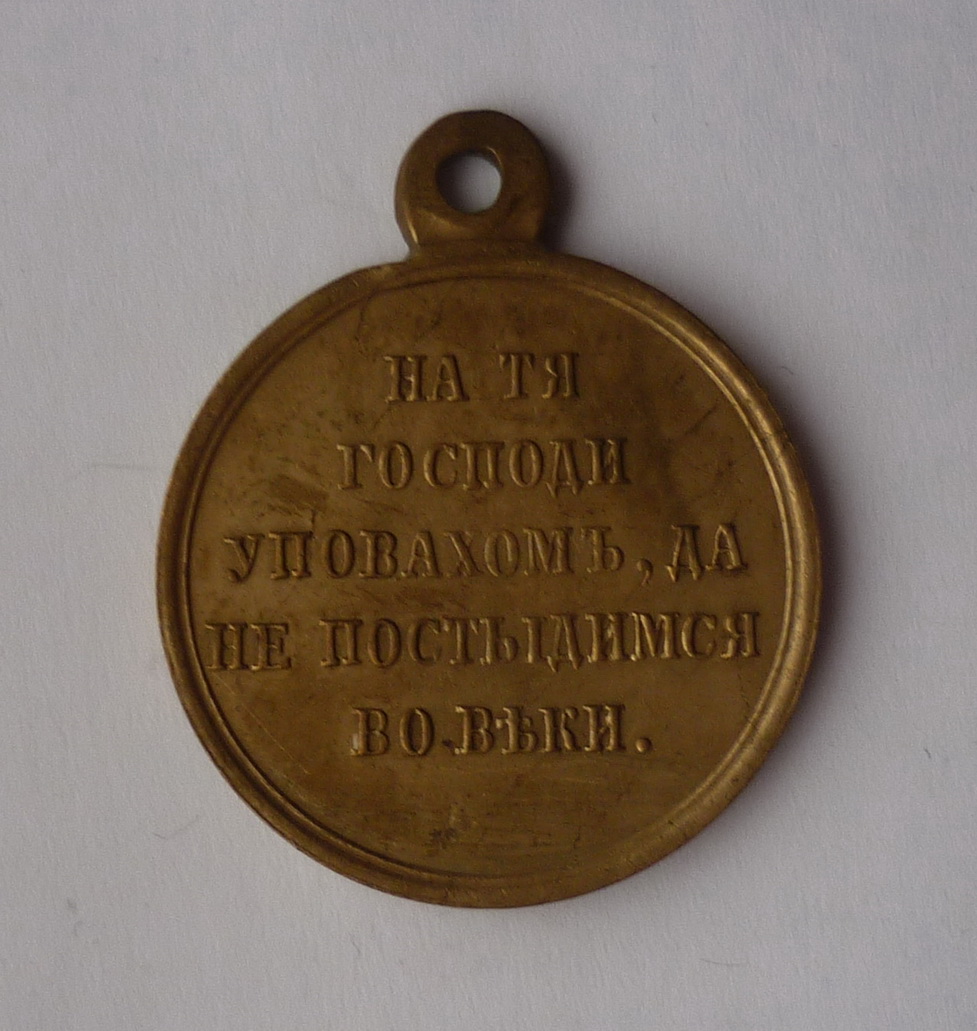 НА ТЯ
ГОСПОДИ
УПОВАХОМЪ, ДА
НЕ ПОСТЫДИМСЯ
ВО ВѢКИ.